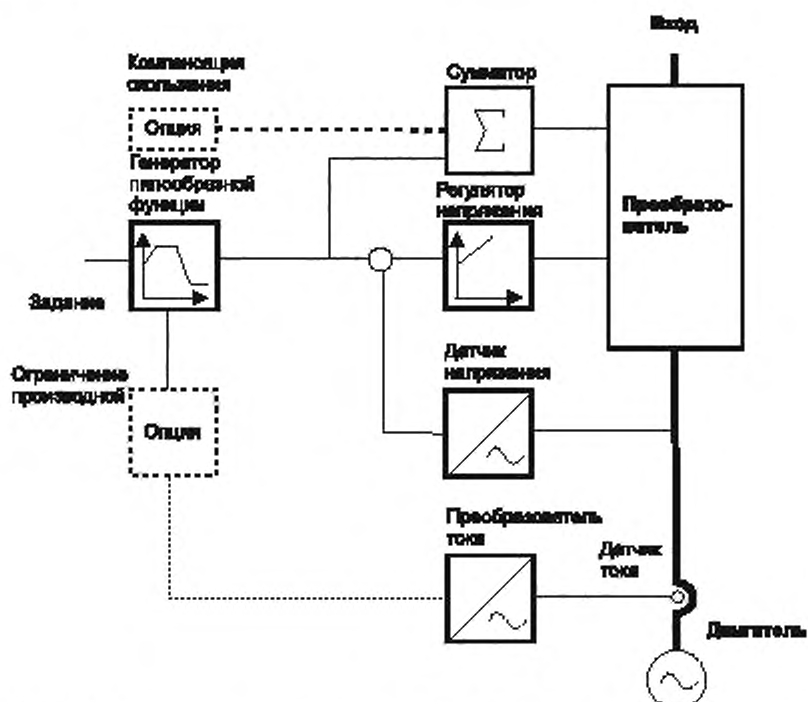 Вход
Компенсация
скольжения
Опция
Сумматор
Генератор
пилообразной
функции
Регулятор
напряжения
Преобразо-
ватель
Задание
Датчик
напряжения
Ограничение
производной
Опция
Преобразователь
тока
Датчик
тока
Двигатель